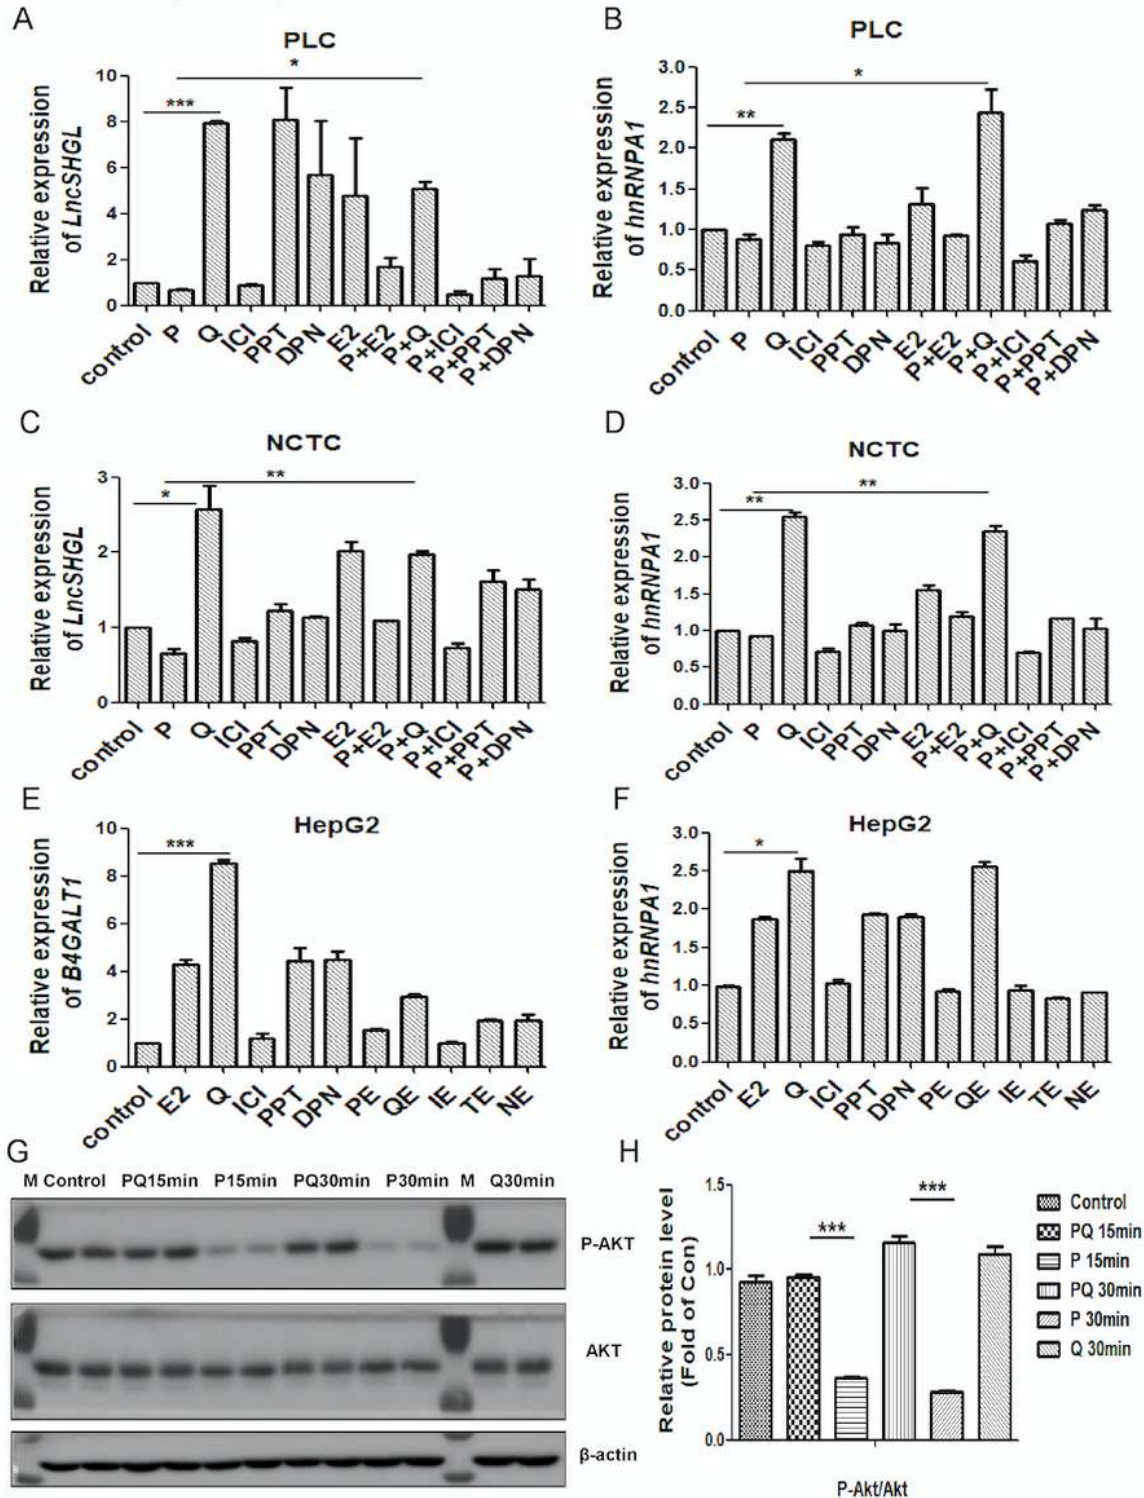 A
PLC
Relative expression
of LncSHGL
10
8
6
4
2
0
***
*
control
P
Q
ICI
PPT
DPN
E2
P+E2
P+Q
P+ICI
P+PPT
P+DPN
B
PLC
Relative expression
of hnRNPA1
3.0
2.5
2.0
1.5
1.0
0.5
0.0
**
*
control
P
Q
ICI
PPT
DPN
E2
P+E2
P+Q
P+ICI
P+PPT
P+DPN
C
NCTC
Relative expression
of LncSHGL
3
2
1
0
*
**
control
P
Q
ICI
PPT
DPN
E2
P+E2
P+Q
P+ICI
P+PPT
P+DPN
D
NCTC
Relative expression
of hnRNPA1
3.0
2.5
2.0
1.5
1.0
0.5
0.0
**
**
control
P
Q
ICI
PPT
DPN
E2
P+E2
P+Q
P+ICI
P+PPT
P+DPN
E
HepG2
Relative expression
of B4GALT1
10
8
6
4
2
0
***
control
E2
Q
ICI
PPT
DPN
PE
QE
IE
TE
NE
F
HepG2
Relative expression
of hnRNPA1
3.0
2.5
2.0
1.5
1.0
0.5
0.0
*
control
E2
Q
ICI
PPT
DPN
PE
QE
IE
TE
NE
G
M Control PQ15min P15min PQ30min P30min M Q30min
P-AKT
AKT
β-actin
H
Relative protein level
(Fold of Con)
1.5
1.0
0.5
0.0
***
***
P-Akt/Akt
Control
PQ 15min
P 15min
PQ 30min
P 30min
Q 30min